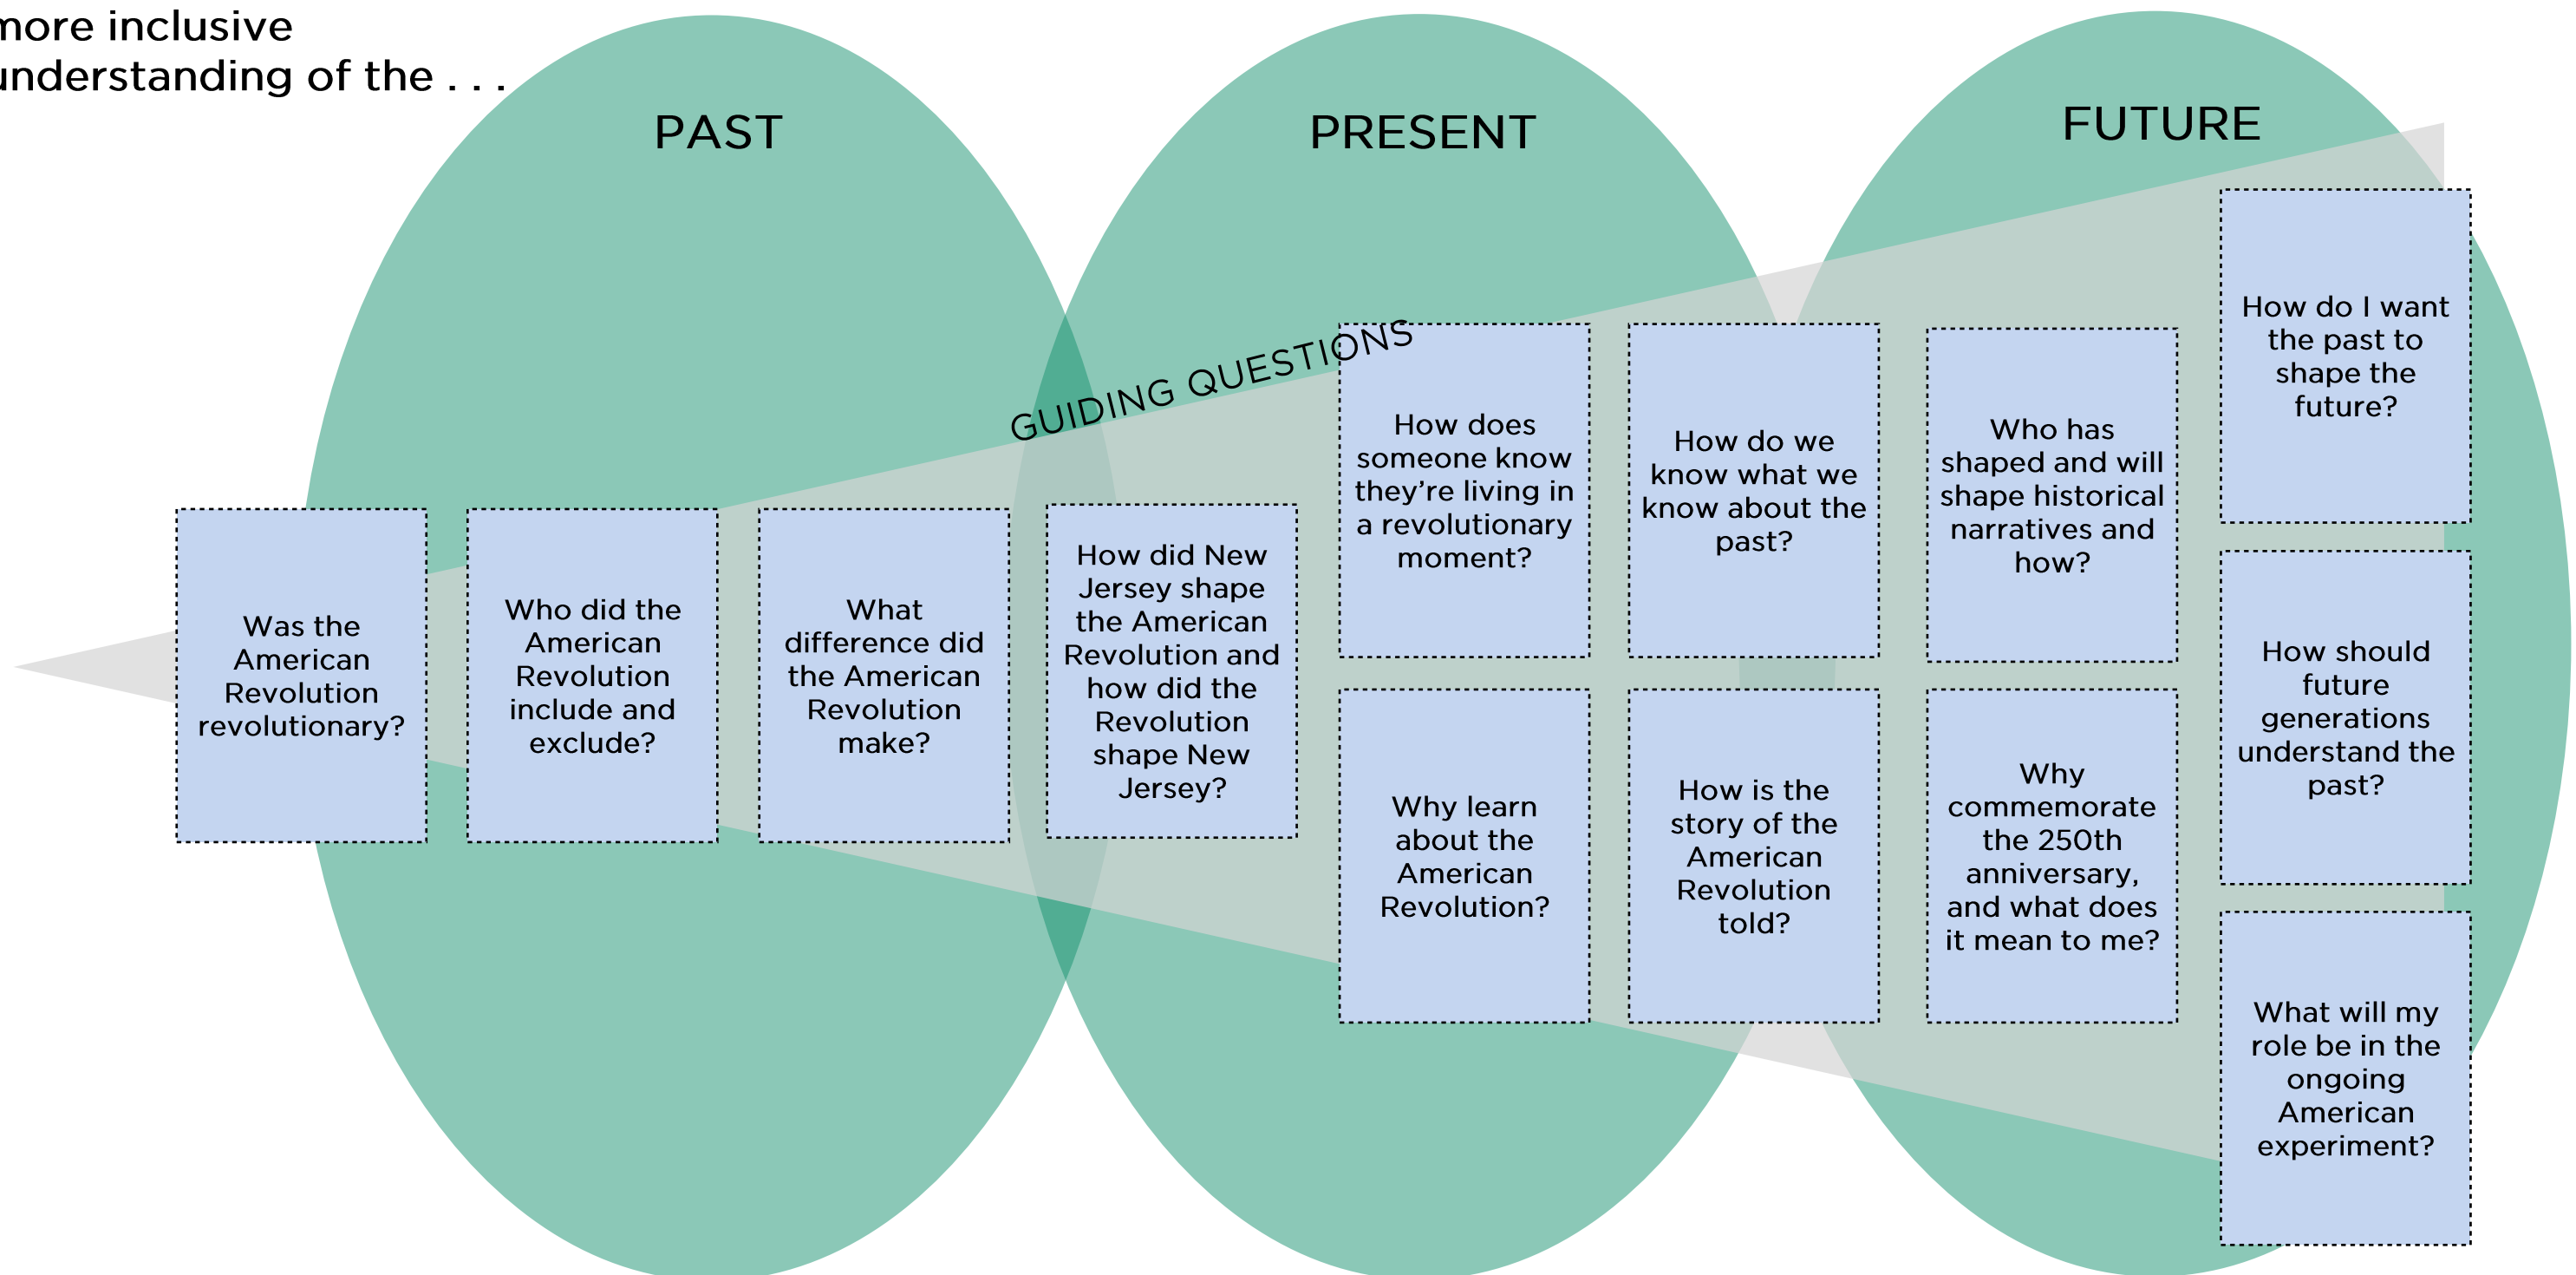 more inclusive
understanding of the . . .
PAST
PRESENT
FUTURE
GUIDING QUESTIONS
Was the
American
Revolution
revolutionary?
Who did the
American
Revolution
include and
exclude?
What
difference did
the American
Revolution
make?
How did New
Jersey shape
the American
Revolution and
how did the
Revolution
shape New
Jersey?
How does
someone know
they’re living in
a revolutionary
moment?
Why learn
about the
American
Revolution?
How do we
know what we
know about the
past?
How is the
story of the
American
Revolution
told?
Who has
shaped and will
shape historical
narratives and
how?
Why
commemorate
the 250th
anniversary,
and what does
it mean to me?
How do I want
the past to
shape the
future?
How should
future
generations
understand the
past?
What will my
role be in the
ongoing
American
experiment?